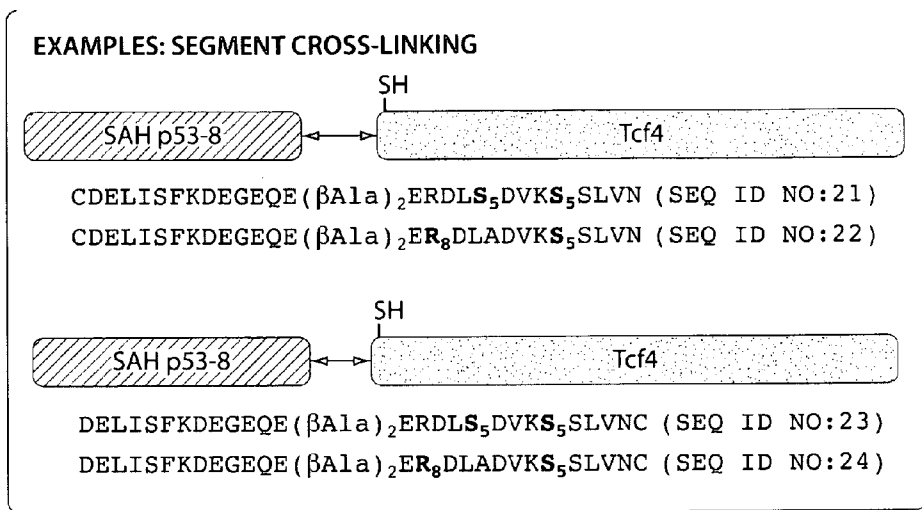 EXAMPLES: SEGMENT CROSS-LINKING
SH
SAH p53-8
Tcf4
CDELISFKDEGEQE(βAla)₂ERDLS₅DVKS₅SLVN (SEQ ID NO:21)
CDELISFKDEGEQE(βAla)₂ER₈DLADVKS₅SLVN (SEQ ID NO:22)
SH
SAH p53-8
Tcf4
DELISFKDEGEQE(βAla)₂ERDLS₅DVKS₅SLVNC (SEQ ID NO:23)
DELISFKDEGEQE(βAla)₂ER₈DLADVKS₅SLVNC (SEQ ID NO:24)